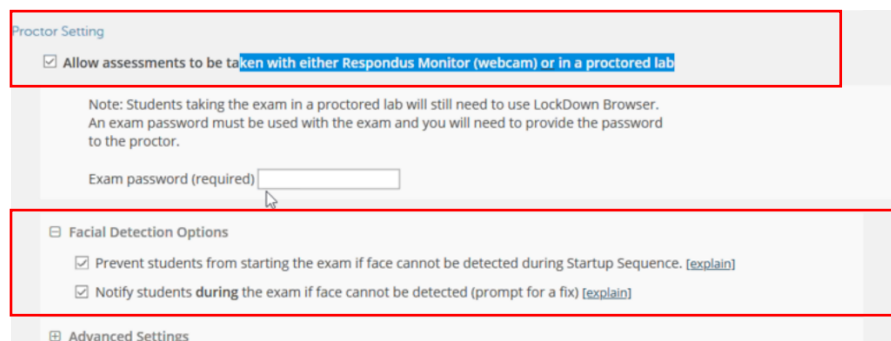 Proctor Setting
Allow assessments to be taken with either Respondus Monitor (webcam) or in a proctored lab
Note: Students taking the exam in a proctored lab will still need to use LockDown Browser.
An exam password must be used with the exam and you will need to provide the password
to the proctor.
Exam password (required)
Facial Detection Options
Prevent students from starting the exam if face cannot be detected during Startup Sequence. [explain]
Notify students during the exam if face cannot be detected (prompt for a fix) [explain]
Advanced Settings